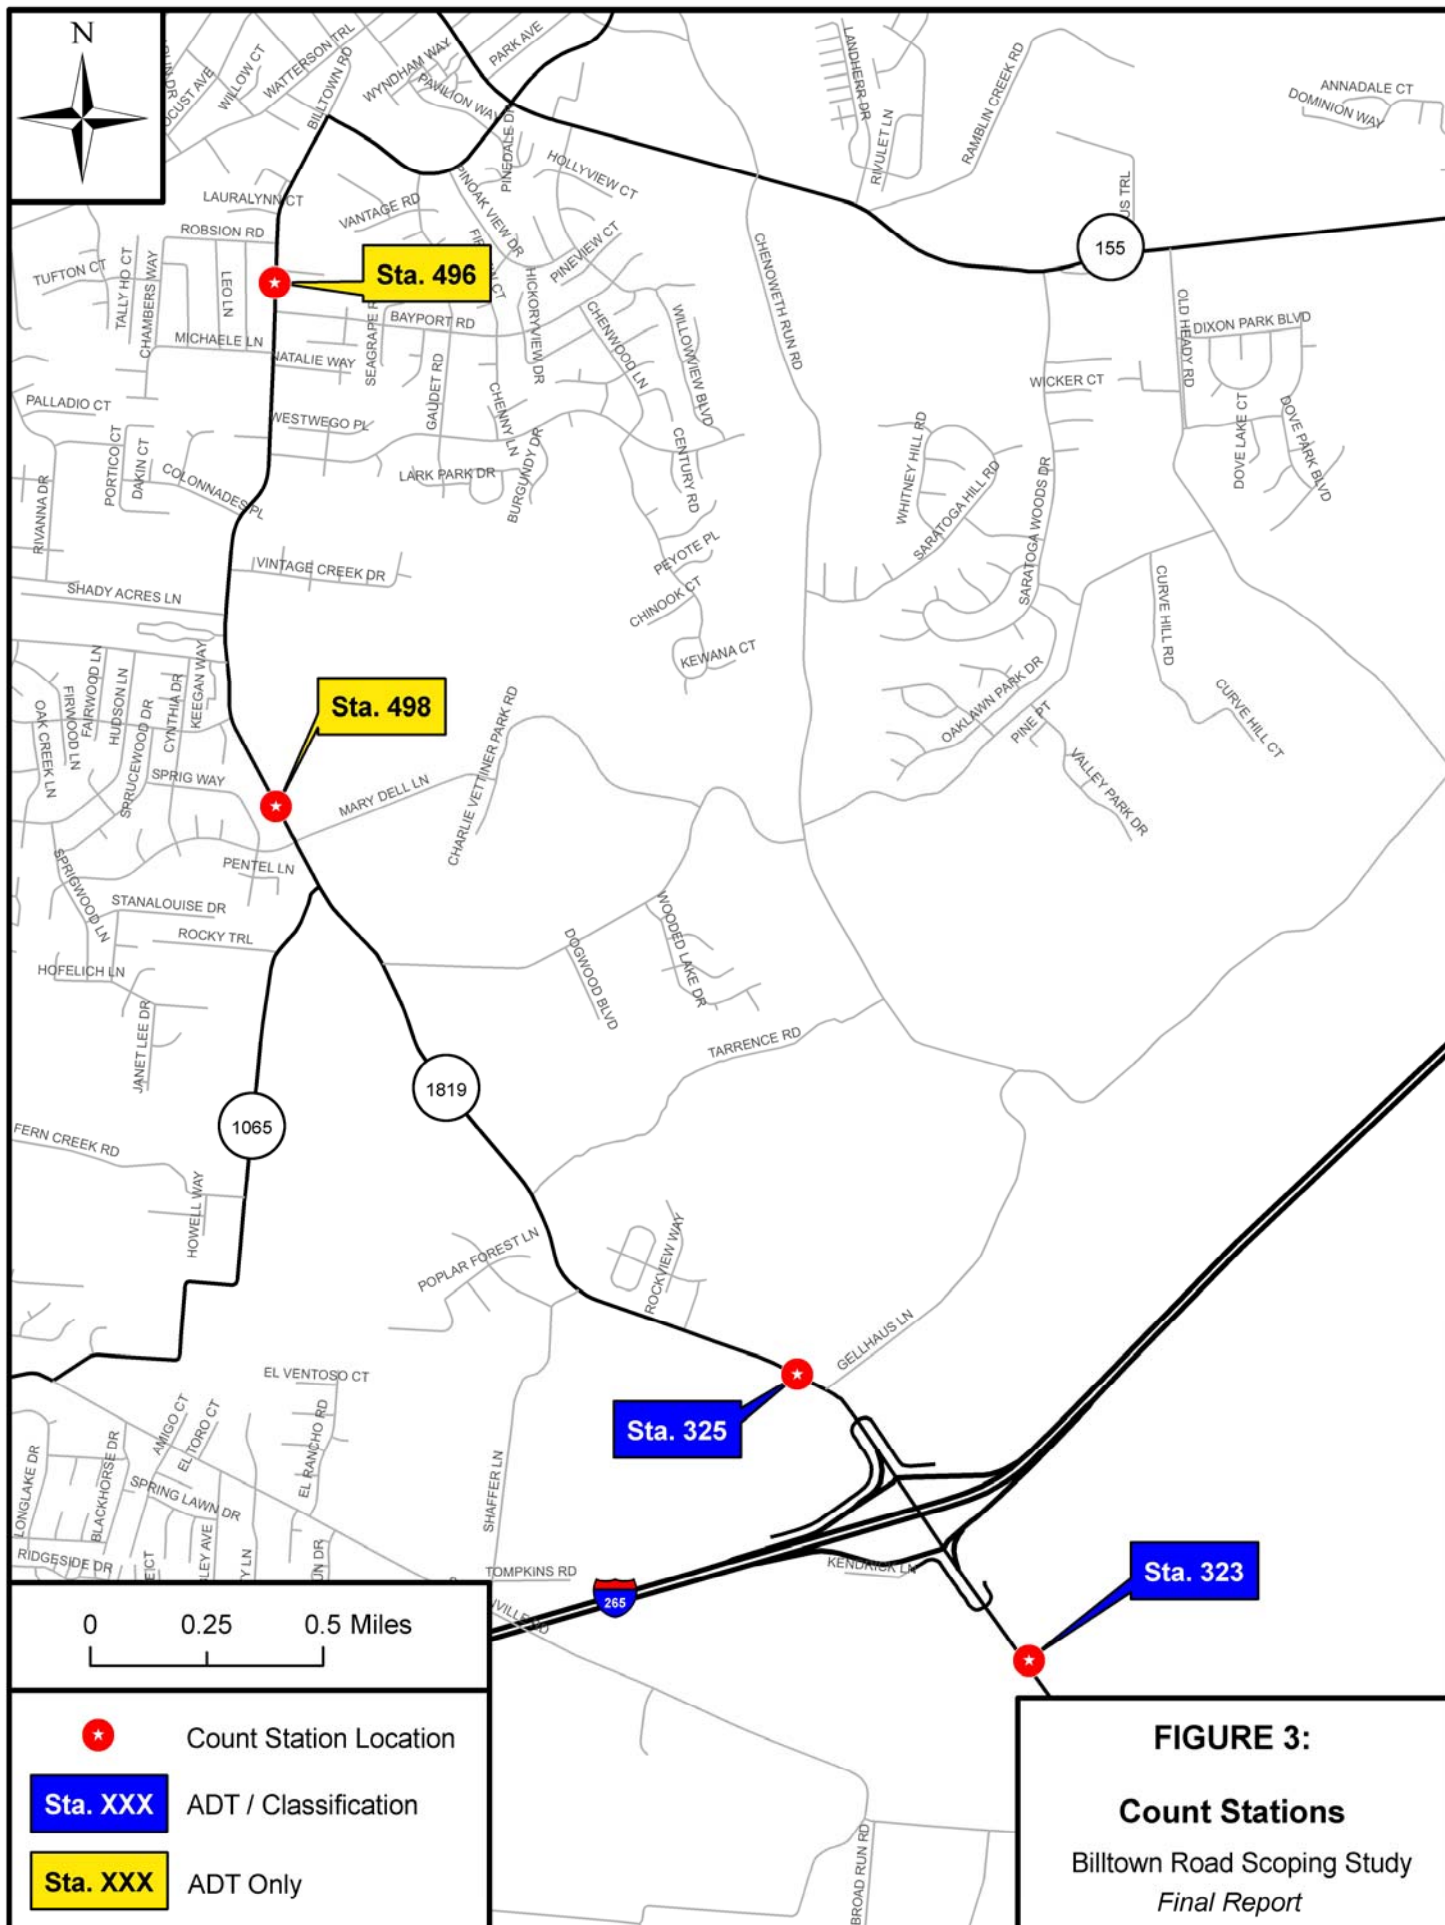 N
WILLOW CT
WATTERSON TRL
BILLTOWN RD
WYNDHAM WAY
PARK AVE
PAVILION WAY
PINEDALE DR
HOLLYVIEW CT
LANDHERR DR
RIVULET LN
RAMBLIN CREEK RD
ANNADALE CT
DOMINION WAY
LAURALYNN CT
VANTAGE RD
PINOAK VIEW DR
ROBSION RD
155
TUFTON CT
TALLY HO CT
CHAMBERS WAY
LEO LN
Sta. 496
PINEVIEW CT
HICKORY VIEW DR
CHENOWETH RUN RD
MICHAELE LN
NATALIE WAY
BAYPORT RD
GAUDET RD
CHENWOOD LN
WILLOWVIEW BLVD
OLD HEADY RD
DIXON PARK BLVD
WICKER CT
PALLADIO CT
PORTICO CT
DAKIN CT
COLONNADES PL
WESTWEGO PL
CHENNY LN
LARK PARK DR
BURGUNDY DR
CENTURY RD
WHITNEY HILL RD
SARATOGA HILL RD
SARATOGA WOODS DR
DOVE LAKE CT
DOVE PARK BLVD
RIVANNA DR
VINTAGE CREEK DR
PEYOTE PL
CHINOOK CT
KEWANA CT
SHADY ACRES LN
CURVE HILL RD
CURVE HILL CT
OAK CREEK LN
FIRWOOD LN
FAIRWOOD LN
HUDSON LN
SPRUCEWOOD DR
CYNTHIA DR
KEEGAN WAY
Sta. 498
OAKLAWN PARK DR
PINE PT
VALLEY PARK DR
SPRIG WAY
MARY DELL LN
CHARLIE VETTINER PARK RD
PENTEL LN
SPRIGWOOD LN
STANALOUISE DR
ROCKY TRL
HOFELICH LN
DOGWOOD BLVD
WOODED LAKE DR
JANET LEE DR
TARRENCE RD
1819
1065
FERN CREEK RD
HOWELL WAY
POPLAR FOREST LN
ROCKVIEW WAY
GELLHAUS LN
EL VENTOSO CT
Sta. 325
AMIGO CT
EL TORO CT
EL RANCHO RD
LONGLAKE DR
BLACKHORSE DR
SPRING LAWN DR
SHAFFER LN
RIDGESIDE DR
TOMPKINS RD
KENDRICK LN
265
Sta. 323
0 0.25 0.5 Miles
Count Station Location
Sta. XXX ADT / Classification
Sta. XXX ADT Only
BROAD RUN RD
FIGURE 3:
Count Stations
Billtown Road Scoping Study
Final Report